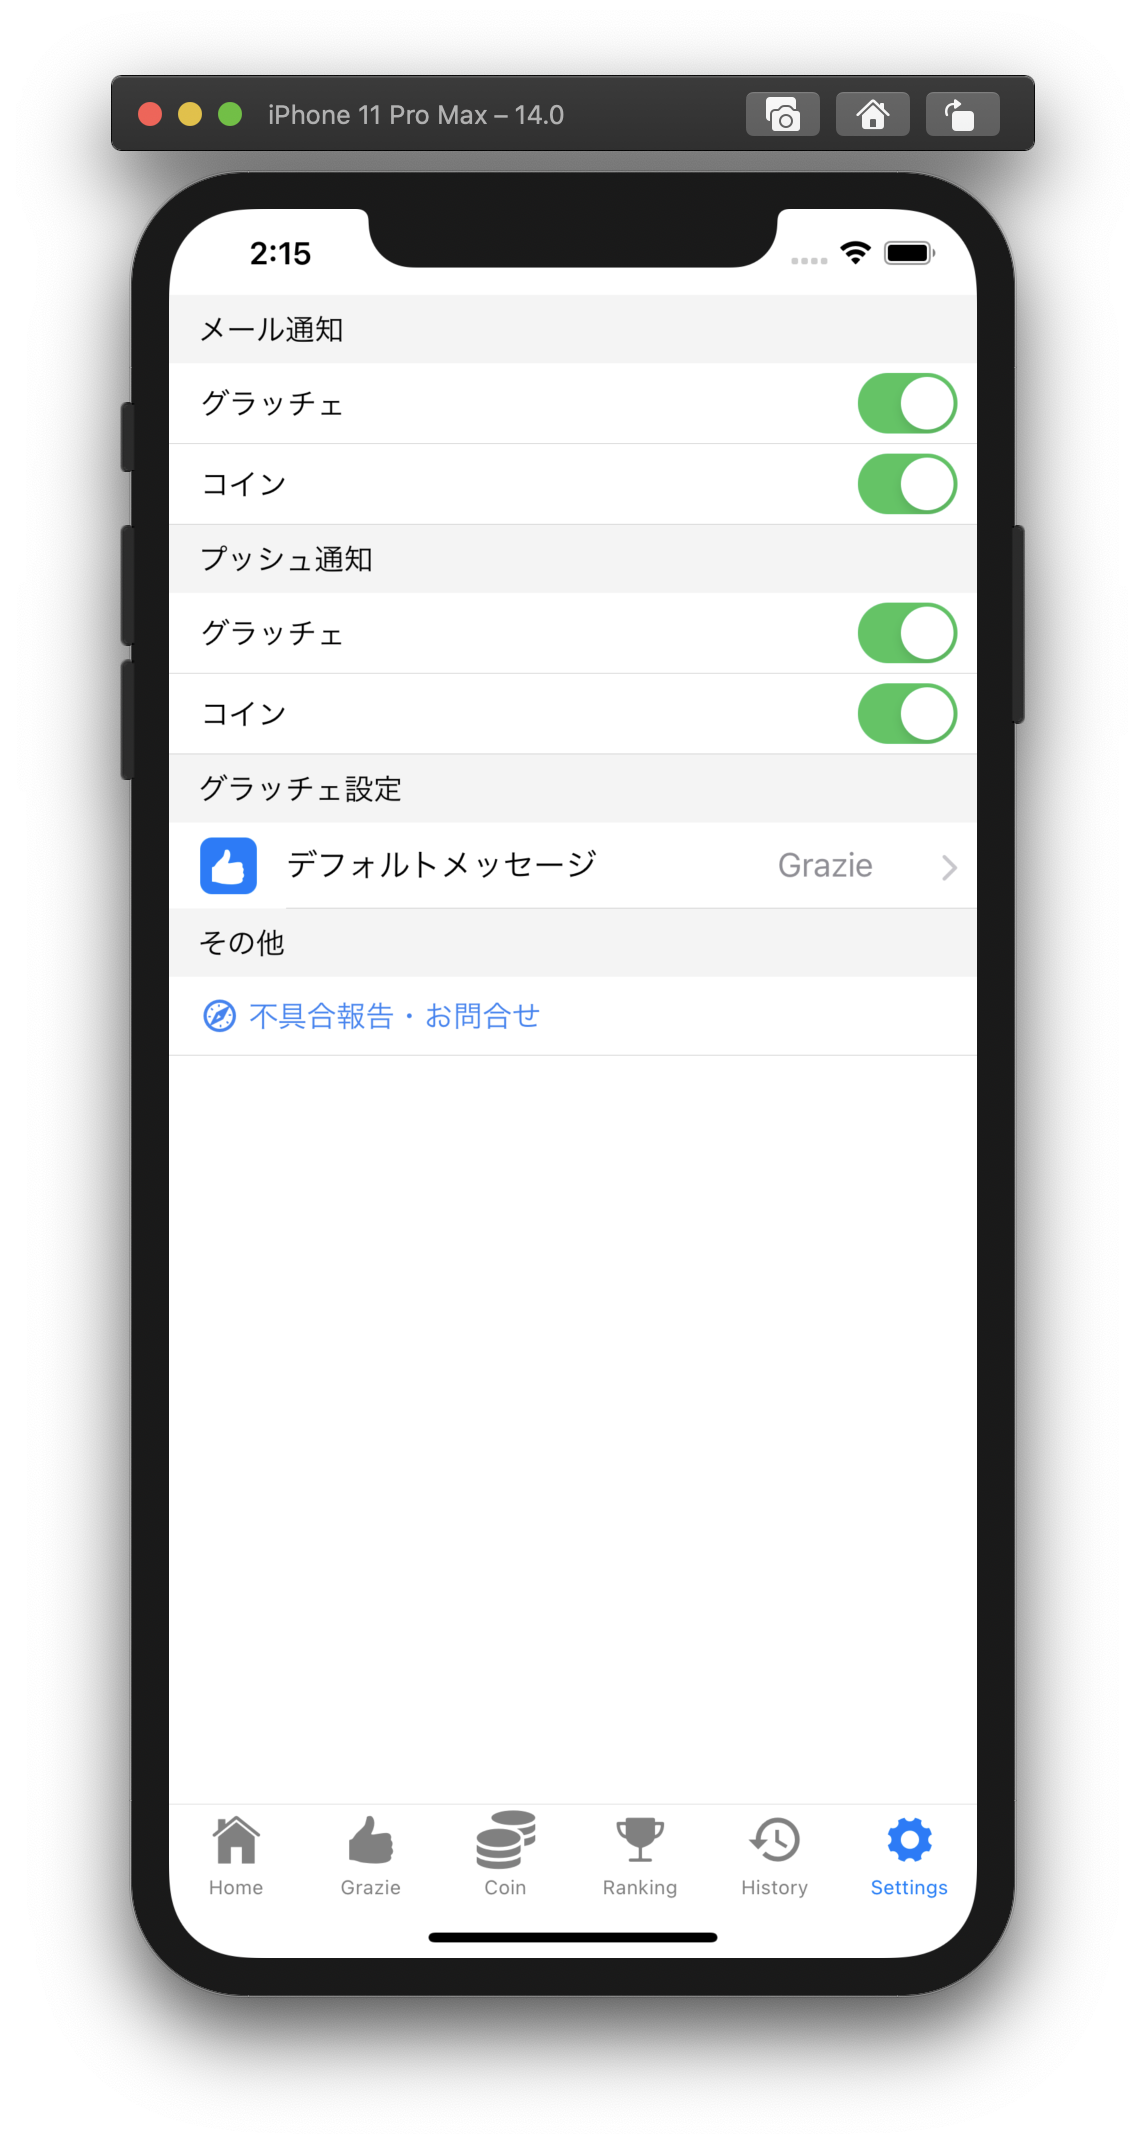 iPhone 11 Pro Max – 14.0
2:15
メール通知
グラッチェ
コイン
プッシュ通知
グラッチェ
コイン
グラッチェ設定
デフォルトメッセージ Grazie
その他
不具合報告・お問合せ
Home Grazie Coin Ranking History Settings